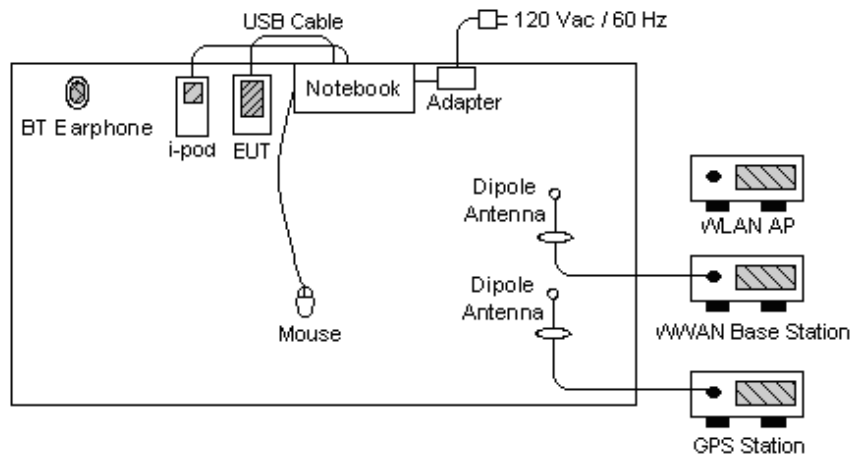 USB Cable
120 Vac / 60 Hz
Notebook
Adapter
BT Earphone
i-pod
EUT
Dipole
Antenna
WLAN AP
Dipole
Antenna
Mouse
WWAN Base Station
GPS Station